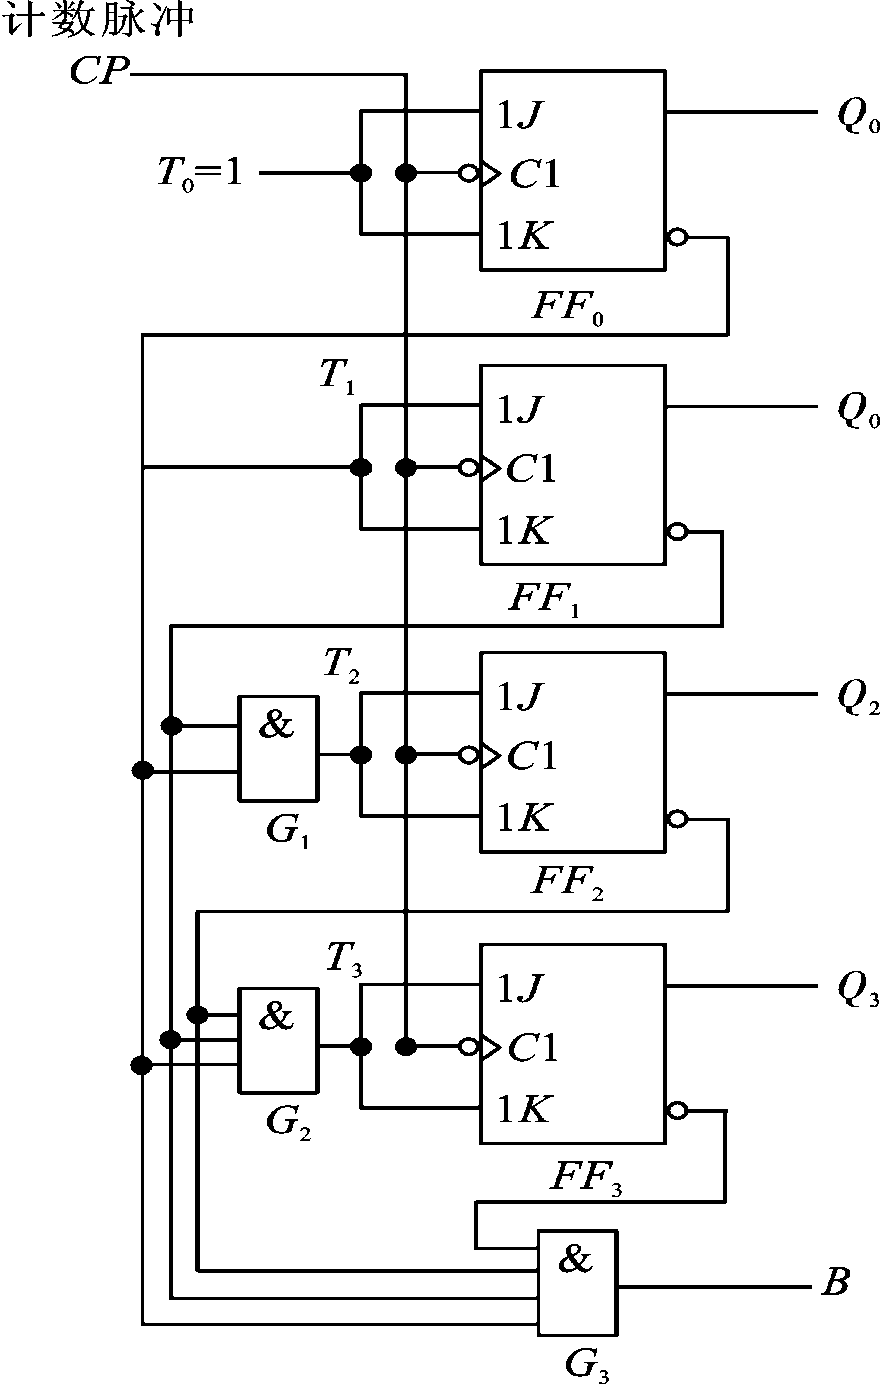 计数脉冲
CP
1J
Q₀
T₀=1
C1
1K
FF₀
T₁
1J
Q₀
C1
1K
FF₁
T₂
1J
Q₂
&
C1
1K
G₁
FF₂
T₃
1J
Q₃
&
C1
1K
G₂
FF₃
&
B
G₃